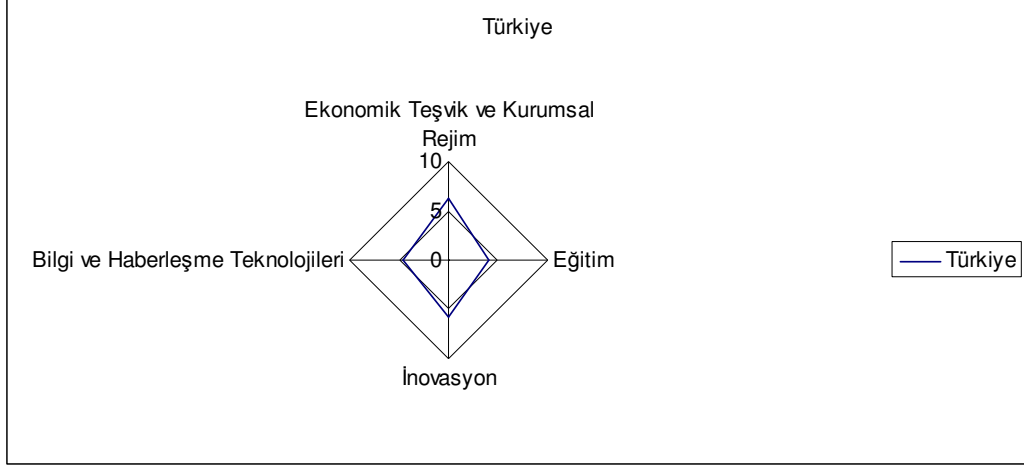 Türkiye
Ekonomik Teşvik ve Kurumsal
Rejim
10
5
Bilgi ve Haberleşme Teknolojileri
0
Eğitim
Türkiye
İnovasyon